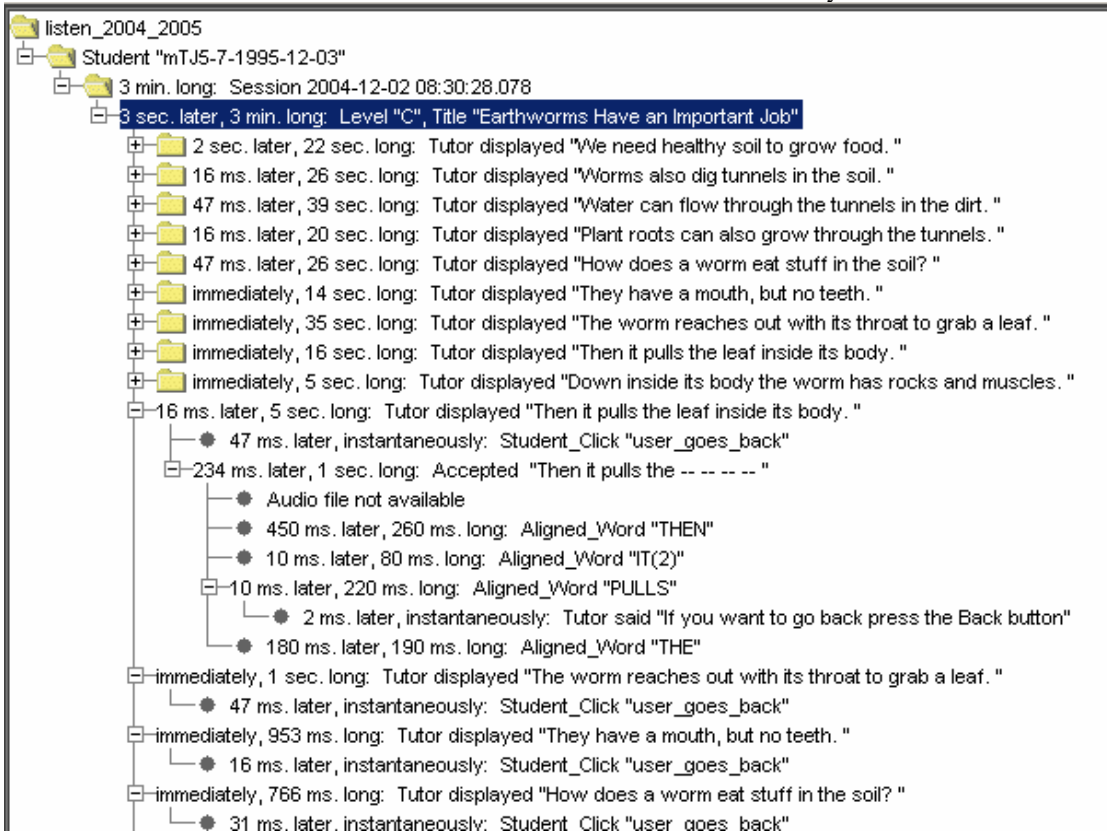 listen_2004_2005
Student "mTJ5-7-1995-12-03"
3 min. long: Session 2004-12-02 08:30:28.078
3 sec. later, 3 min. long: Level "C", Title "Earthworms Have an Important Job"
2 sec. later, 22 sec. long: Tutor displayed "We need healthy soil to grow food. "
16 ms. later, 26 sec. long: Tutor displayed "Worms also dig tunnels in the soil. "
47 ms. later, 39 sec. long: Tutor displayed "Water can flow through the tunnels in the dirt. "
16 ms. later, 20 sec. long: Tutor displayed "Plant roots can also grow through the tunnels. "
47 ms. later, 26 sec. long: Tutor displayed "How does a worm eat stuff in the soil? "
immediately, 14 sec. long: Tutor displayed "They have a mouth, but no teeth. "
immediately, 35 sec. long: Tutor displayed "The worm reaches out with its throat to grab a leaf. "
immediately, 16 sec. long: Tutor displayed "Then it pulls the leaf inside its body. "
immediately, 5 sec. long: Tutor displayed "Down inside its body the worm has rocks and muscles. "
16 ms. later, 5 sec. long: Tutor displayed "Then it pulls the leaf inside its body. "
47 ms. later, instantaneously: Student_Click "user_goes_back"
234 ms. later, 1 sec. long: Accepted "Then it pulls the -- -- -- -- "
Audio file not available
450 ms. later, 260 ms. long: Aligned_Word "THEN"
10 ms. later, 80 ms. long: Aligned_Word "IT(2)"
10 ms. later, 220 ms. long: Aligned_Word "PULLS"
2 ms. later, instantaneously: Tutor said "If you want to go back press the Back button"
180 ms. later, 190 ms. long: Aligned_Word "THE"
immediately, 1 sec. long: Tutor displayed "The worm reaches out with its throat to grab a leaf. "
47 ms. later, instantaneously: Student_Click "user_goes_back"
immediately, 953 ms. long: Tutor displayed "They have a mouth, but no teeth. "
16 ms. later, instantaneously: Student_Click "user_goes_back"
immediately, 766 ms. long: Tutor displayed "How does a worm eat stuff in the soil? "
31 ms. later, instantaneously: Student_Click "user_goes_back"